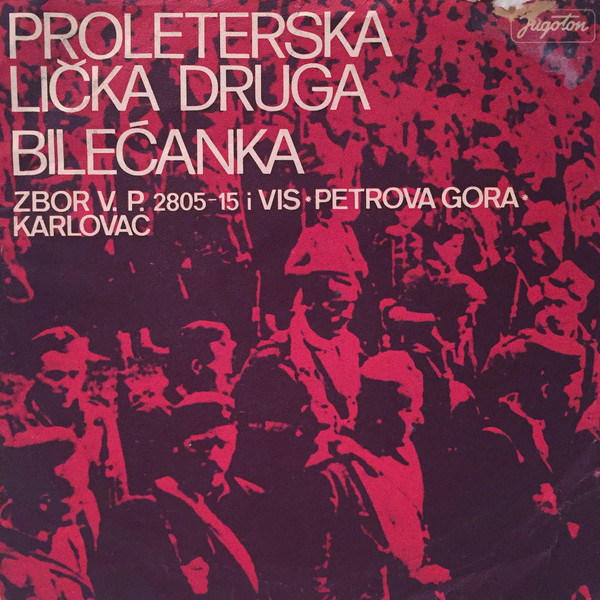 Jugoton
PROLETERSKA
LIČKA DRUGA
BILEĆANKA
ZBOR V. P. 2805-15 i VIS • PETROVA GORA •
KARLOVAC